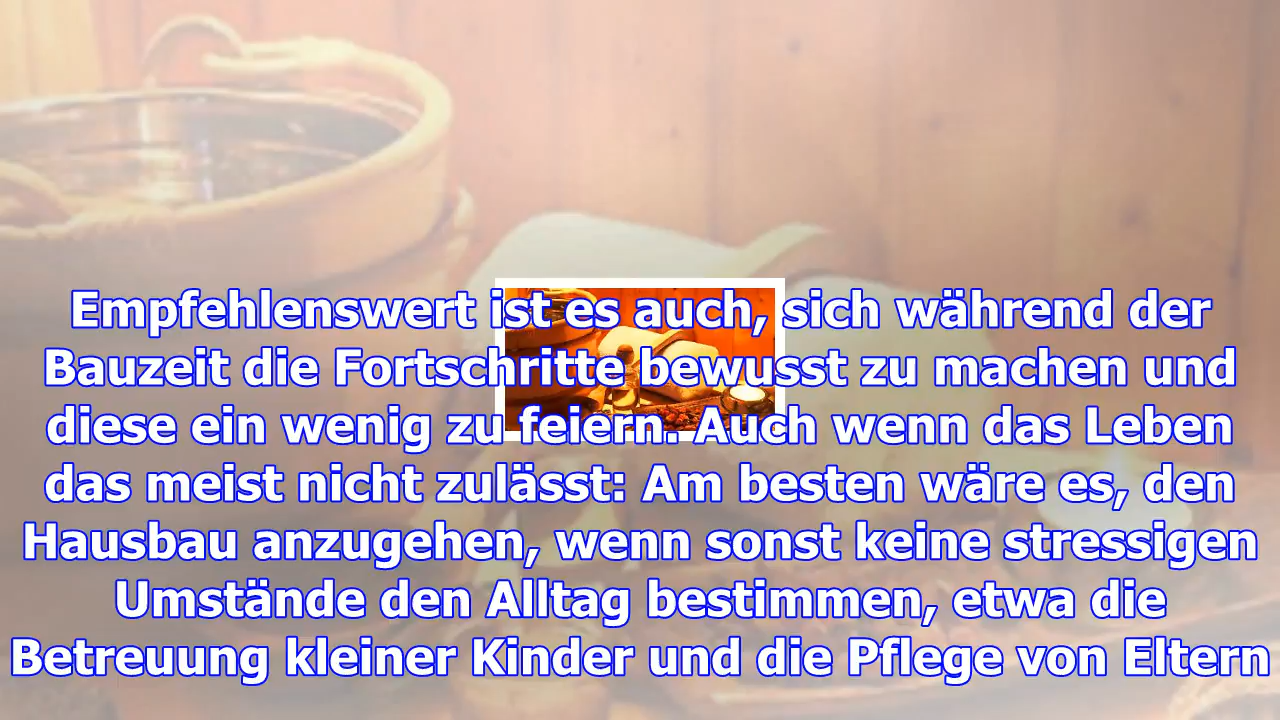 Empfehlenswert ist es auch, sich während der
Bauzeit die Fortschritte bewusst zu machen und
diese ein wenig zu feiern. Auch wenn das Leben
das meist nicht zulässt: Am besten wäre es, den
Hausbau anzugehen, wenn sonst keine stressigen
Umstände den Alltag bestimmen, etwa die
Betreuung kleiner Kinder und die Pflege von Eltern